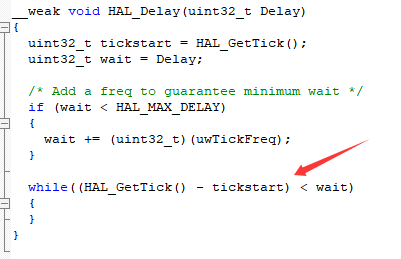 __weak void HAL_Delay(uint32_t Delay)
{
  uint32_t tickstart = HAL_GetTick();
  uint32_t wait = Delay;
  /* Add a freq to guarantee minimum wait */
  if (wait < HAL_MAX_DELAY)
  {
    wait += (uint32_t)(uwTickFreq);
  }
  while((HAL_GetTick() - tickstart) < wait)
  {
  }
}